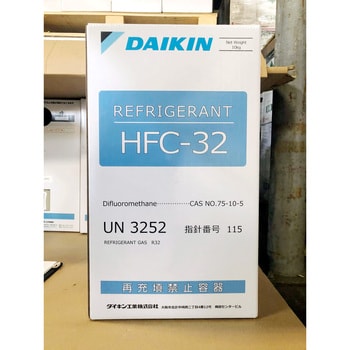 DAIKIN
Net Weight
10kg
REFRIGERANT
HFC-32
Difluoromethane⋯⋯⋯⋯⋯CAS NO.75-10-5
UN 3252 指針番号 115
REFRIGERANT GAS R32
再充填禁止容器
ダイキン工業株式会社